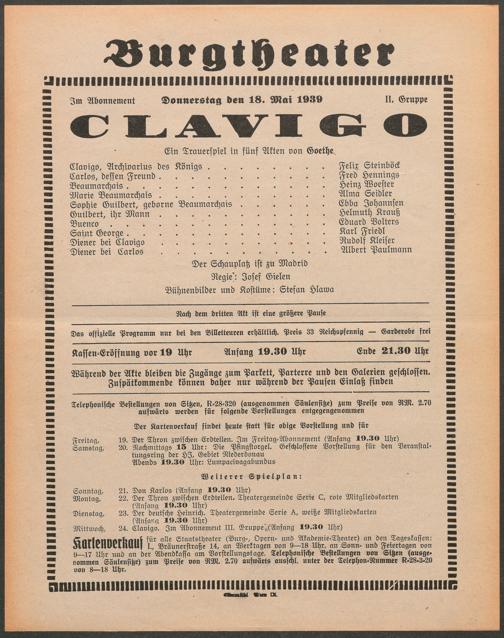 Burgtheater
Im Abonnement Donnerstag den 18. Mai 1939 II. Gruppe
CLAVIGO
Ein Trauerspiel in fünf Akten von Goethe
Clavigo, Archivarius des Königs . . . . . . . . Felix Steinböck
Carlos, dessen Freund . . . . . . . . Fred Hennings
Beaumarchais . . . . . . . . Heinz Woester
Marie Beaumarchais . . . . . . . . Alma Seidler
Sophie Guilbert, geborne Beaumarchais . . . . . . . . Ebba Johannsen
Guilbert, ihr Mann . . . . . . . . Helmuth Krauß
Buenco . . . . . . . . Eduard Volters
Saint George . . . . . . . . Karl Friedl
Diener bei Clavigo . . . . . . . . Rudolf Kleiser
Diener bei Carlos . . . . . . . . Albert Paulmann
Der Schauplatz ist zu Madrid
Regie: Josef Gielen
Bühnenbilder und Kostüme: Stefan Hlawa
Nach dem dritten Akt ist eine größere Pause
Das offizielle Programm nur bei den Billetteuren erhältlich. Preis 33 Reichspfennig — Garderobe frei
Kassen-Eröffnung vor 19 Uhr Anfang 19.30 Uhr Ende 21.30 Uhr
Während der Akte bleiben die Zugänge zum Parkett, Parterre und den Galerien geschlossen.
Zuspätkommende können daher nur während der Pausen Einlaß finden
Telephonische Bestellungen von Sitzen, R-28-320 (ausgenommen Säulensitze) zum Preise von RM. 2.70
aufwärts werden für folgende Vorstellungen entgegengenommen
Der Kartenverkauf findet heute statt für obige Vorstellung und für
Freitag, 19. Der Thron zwischen Erdteilen. Im Freitag-Abonnement (Anfang 19.30 Uhr)
Samstag, 20. Nachmittags 15 Uhr: Die Pfingstorgel. Geschlossene Vorstellung für den Veranstal-
tungsring der HJ. Gebiet Niederdonau
Abends 19.30 Uhr: Lumpacivagabundus
Weiterer Spielplan:
Sonntag, 21. Don Karlos (Anfang 19.30 Uhr)
Montag, 22. Der Thron zwischen Erdteilen. Theatergemeinde Serie C, rote Mitgliedskarten
(Anfang 19.30 Uhr)
Dienstag, 23. Der deutsche Heinrich. Theatergemeinde Serie A, weiße Mitgliedskarten
(Anfang 19.30 Uhr)
Mittwoch, 24. Clavigo. Im Abonnement III. Gruppe (Anfang 19.30 Uhr)
Kartenverkauf für alle Staatstheater (Burg-, Opern- und Akademie-Theater) an den Tageskassen:
I., Bräunerstraße 14, an Werktagen von 9—18 Uhr, an Sonn- und Feiertagen von
9—17 Uhr und an der Abendkassa am Vorstellungstage. Telephonische Bestellungen von Sitzen (ausge-
nommen Säulensitze) zum Preise von RM. 2.70 aufwärts auschl. unter der Telephon-Nummer R-28-3-20
von 8—18 Uhr.
Wien IX.